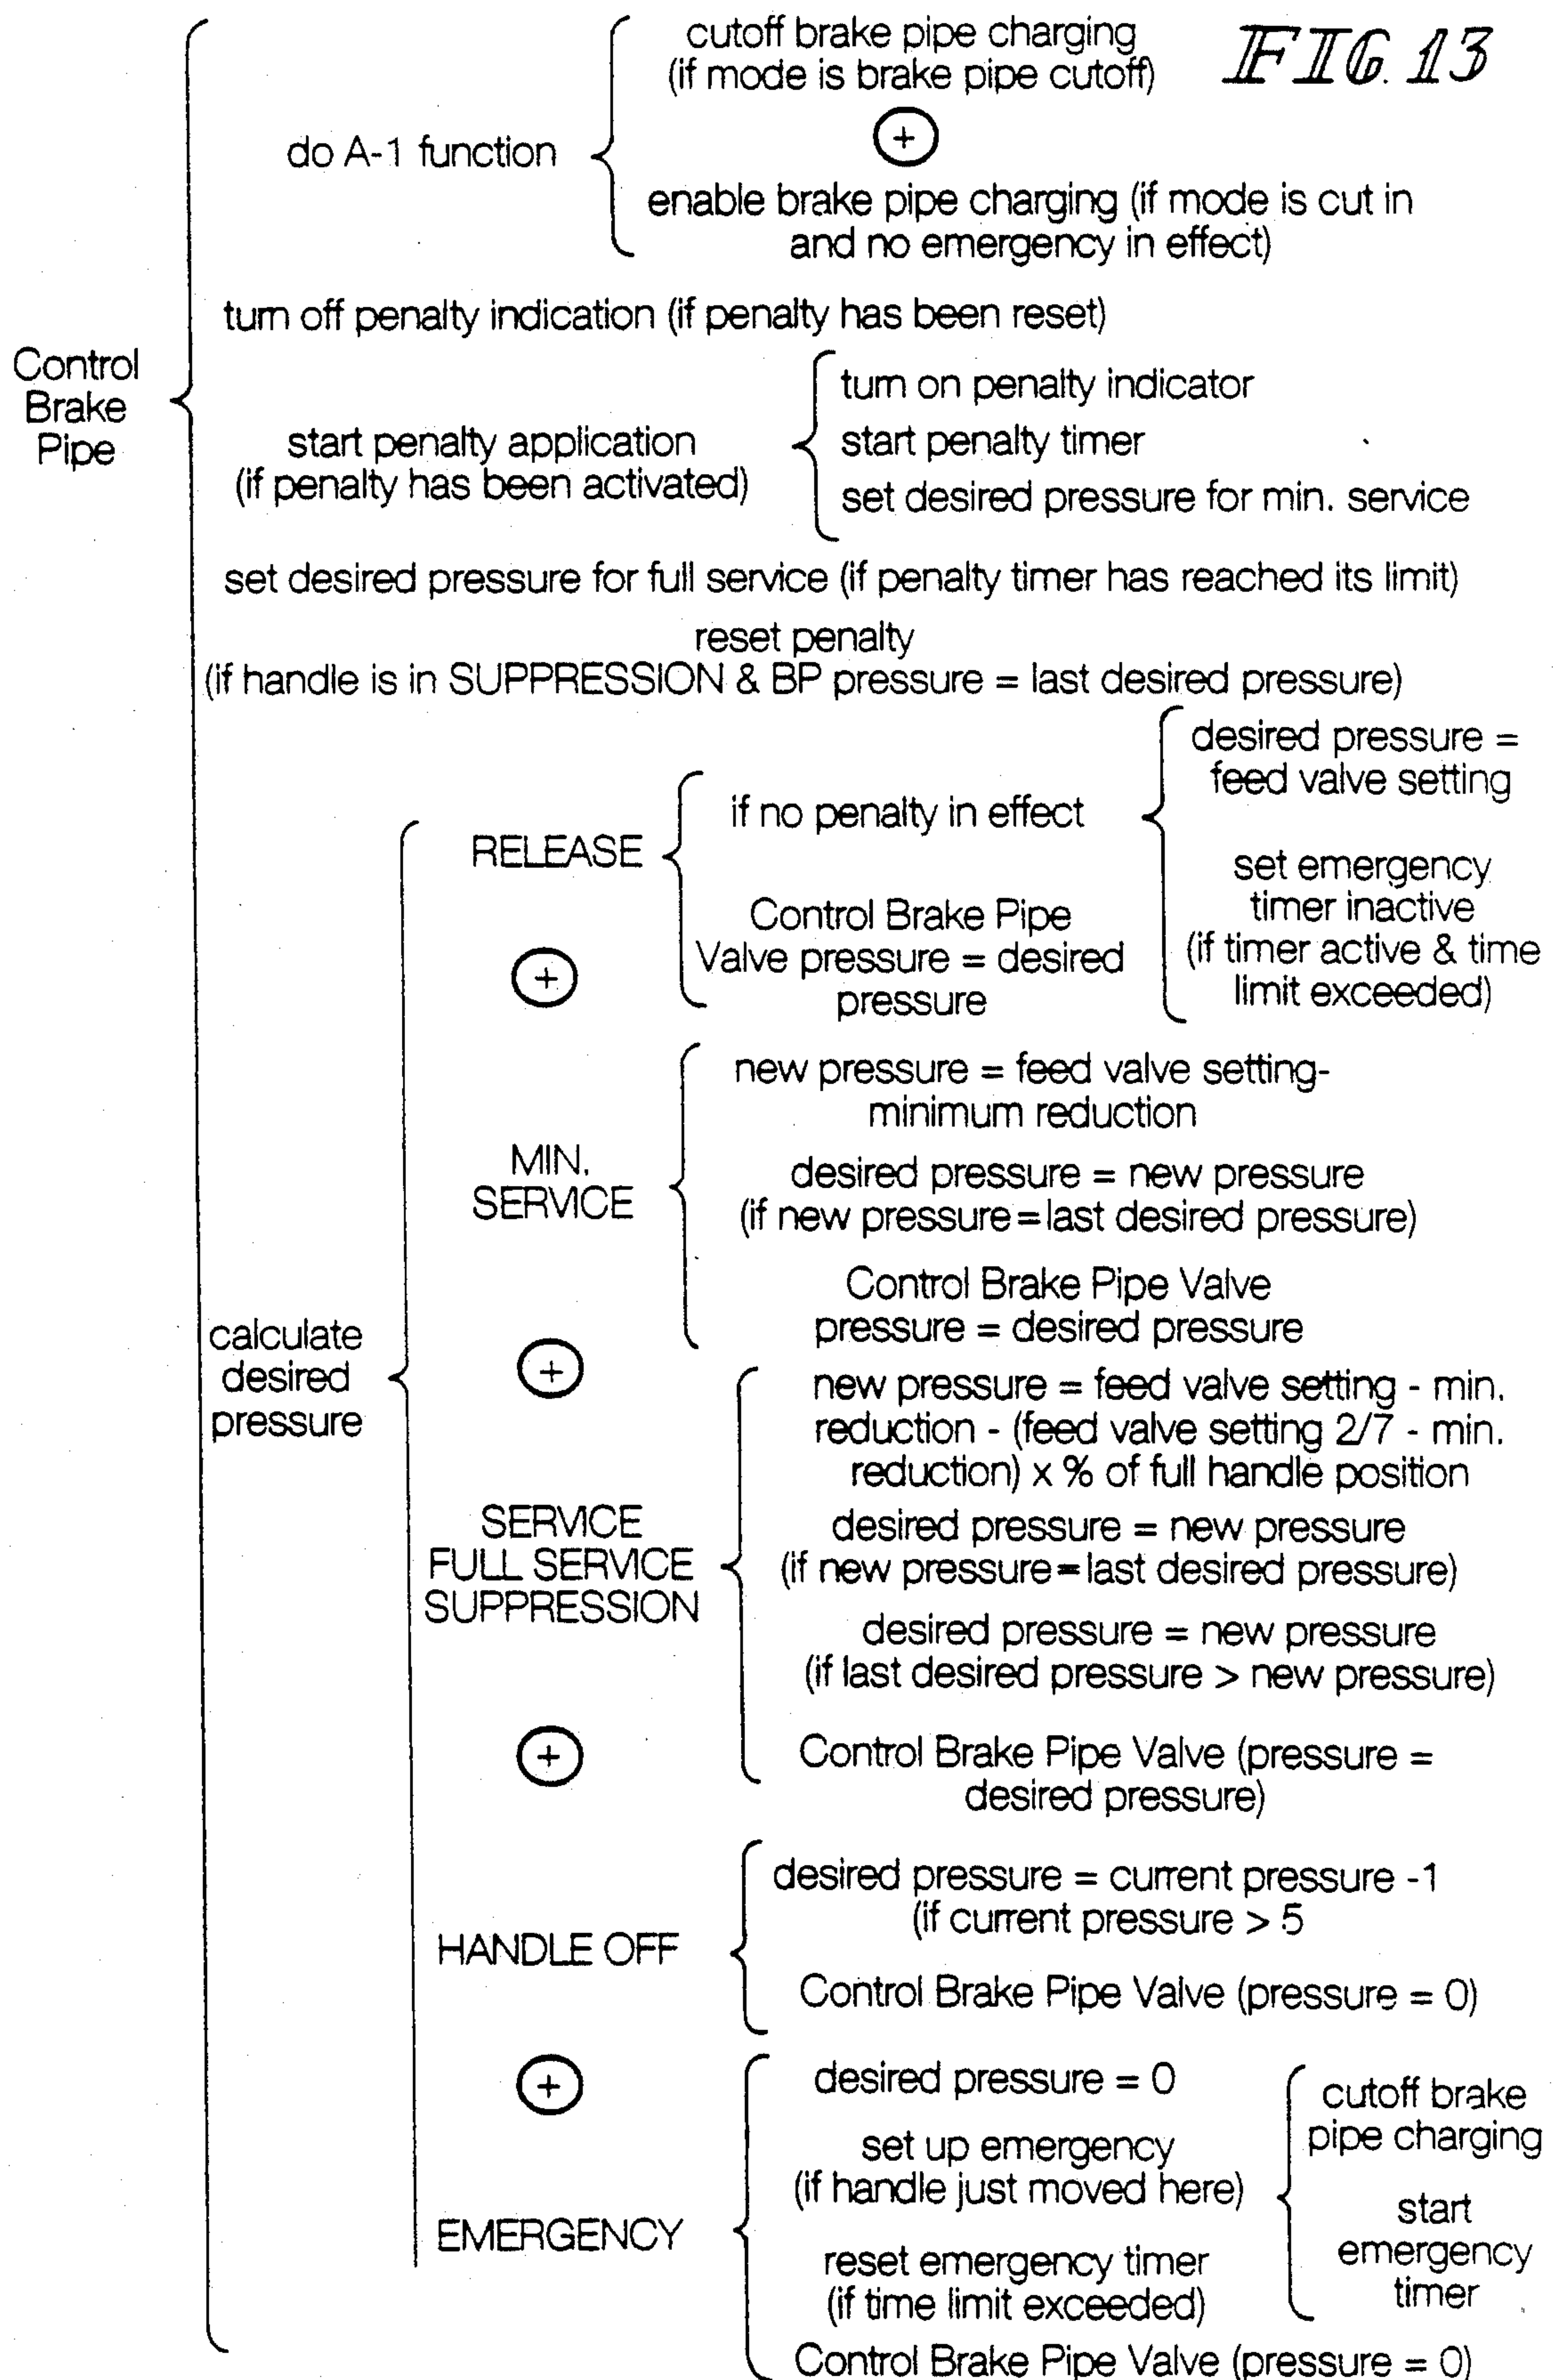 FIG. 13
Control
Brake
Pipe
do A-1 function
cutoff brake pipe charging
(if mode is brake pipe cutoff)
+
enable brake pipe charging (if mode is cut in
and no emergency in effect)
turn off penalty indication (if penalty has been reset)
start penalty application
(if penalty has been activated)
turn on penalty indicator
start penalty timer
set desired pressure for min. service
set desired pressure for full service (if penalty timer has reached its limit)
reset penalty
(if handle is in SUPPRESSION & BP pressure = last desired pressure)
calculate
desired
pressure
RELEASE
if no penalty in effect
desired pressure =
feed valve setting
set emergency
timer inactive
(if timer active & time
limit exceeded)
Control Brake Pipe
Valve pressure = desired
pressure
+
MIN.
SERVICE
new pressure = feed valve setting-
minimum reduction
desired pressure = new pressure
(if new pressure=last desired pressure)
Control Brake Pipe Valve
pressure = desired pressure
+
SERVICE
FULL SERVICE
SUPPRESSION
new pressure = feed valve setting - min.
reduction - (feed valve setting 2/7 - min.
reduction) x % of full handle position
desired pressure = new pressure
(if new pressure=last desired pressure)
desired pressure = new pressure
(if last desired pressure > new pressure)
Control Brake Pipe Valve (pressure =
desired pressure)
+
HANDLE OFF
desired pressure = current pressure -1
(if current pressure > 5
Control Brake Pipe Valve (pressure = 0)
+
EMERGENCY
desired pressure = 0
set up emergency
(if handle just moved here)
cutoff brake
pipe charging
start
emergency
timer
reset emergency timer
(if time limit exceeded)
Control Brake Pipe Valve (pressure = 0)